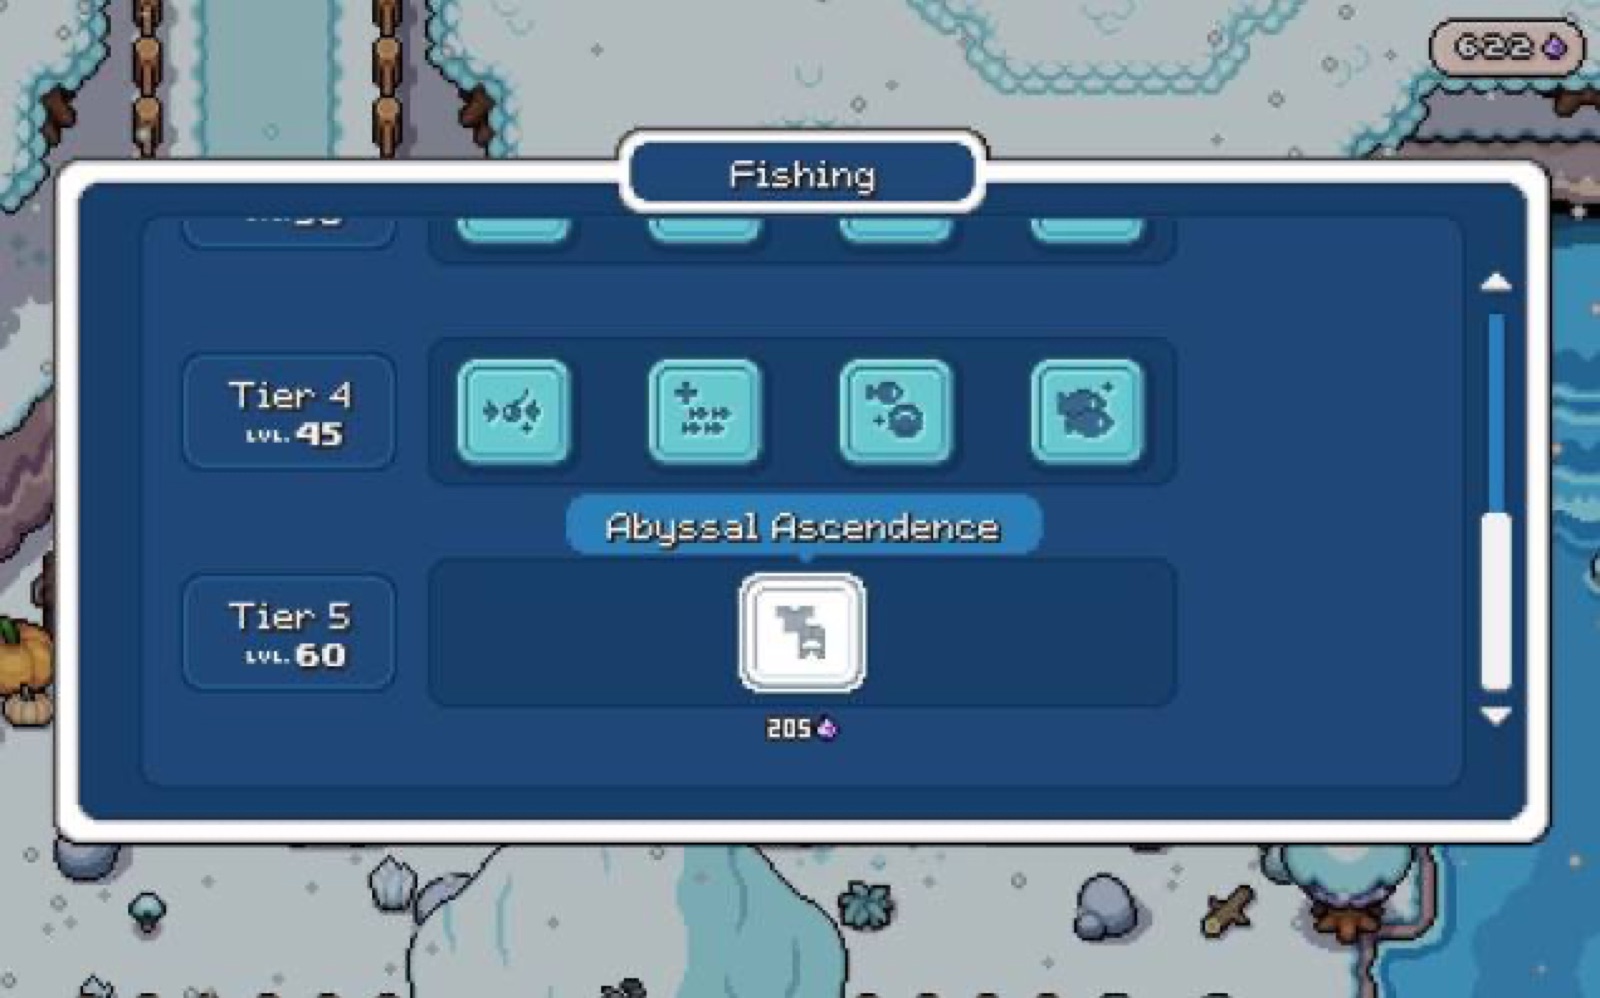 622
Fishing
Tier 4
LVL. 45
Abyssal Ascendence
Tier 5
LVL. 60
205